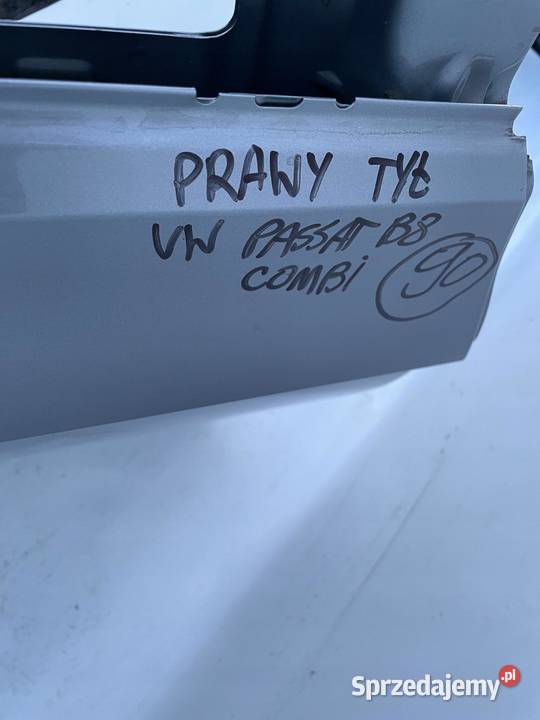 PRAWY TYŁ
VW PASSAT B8
COMBi 90
Sprzedajemy.pl